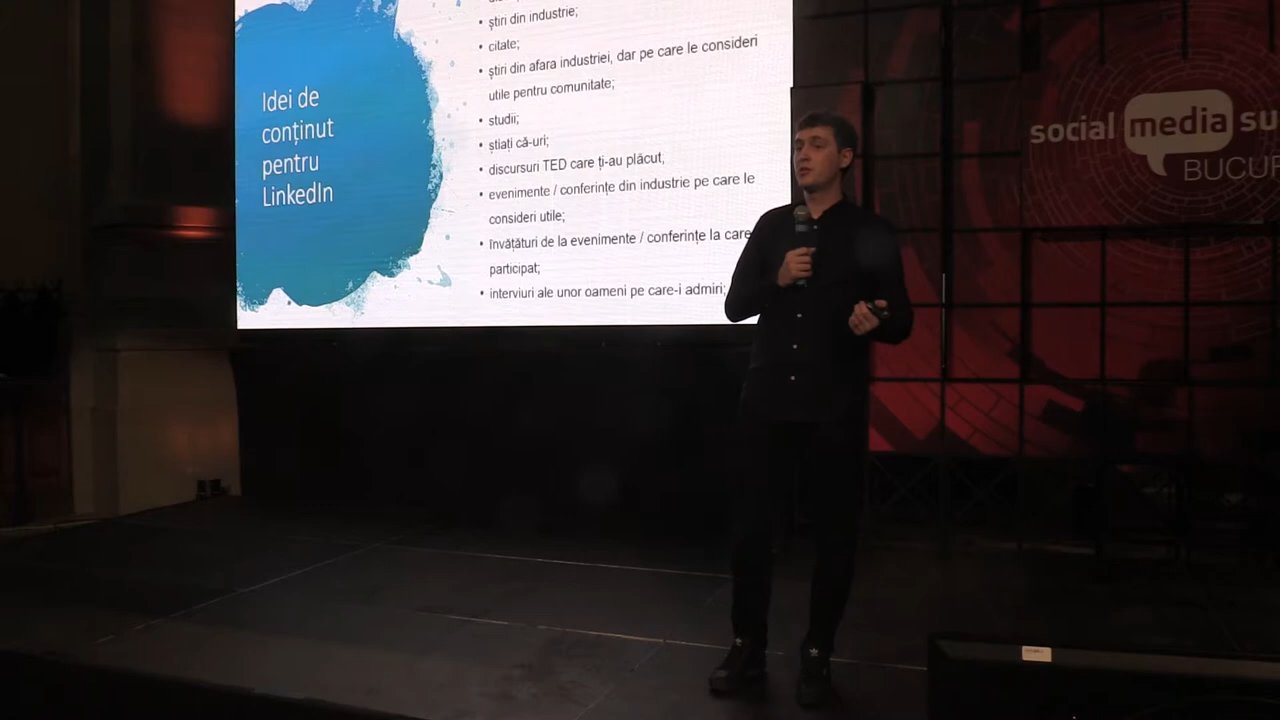 Idei de
conținut
pentru
LinkedIn
• știri din industrie;
• citate;
• știri din afara industriei, dar pe care le consideri
utile pentru comunitate;
• studii;
• știați că-uri;
• discursuri TED care ți-au plăcut,
• evenimente / conferințe din industrie pe care le
consideri utile;
• învățături de la evenimente / conferințe la care
participat;
• interviuri ale unor oameni pe care-i admiri;
social media su
BUCUR